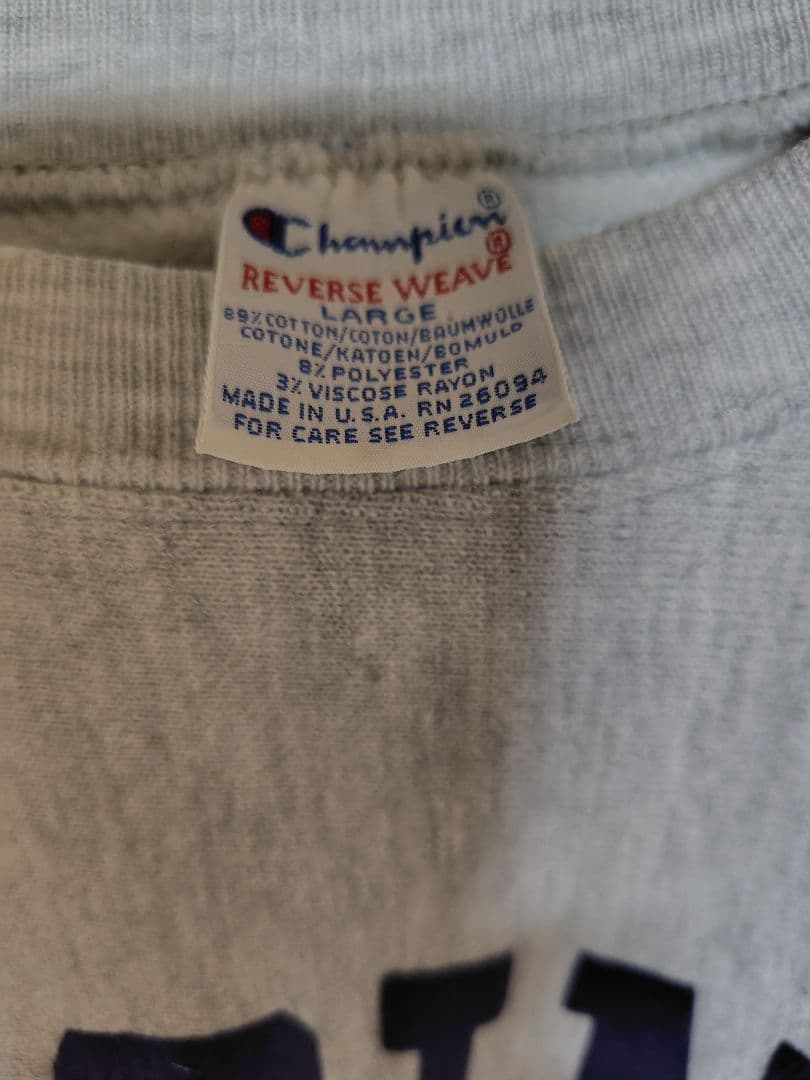 Champion®
REVERSE WEAVE®
LARGE
89%COTTON/COTON/BAUMWOLLE
COTONE/KATOEN/BOMULD
8% POLYESTER
3% VISCOSE RAYON
MADE IN U.S.A. RN 26094
FOR CARE SEE REVERSE